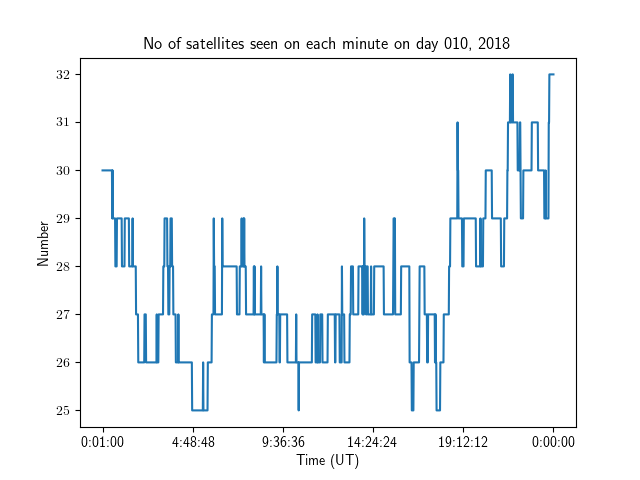 No of satellites seen on each minute on day 010, 2018
32
31
30
29
28
27
26
25
Number
0:01:00 4:48:48 9:36:36 14:24:24 19:12:12 0:00:00
Time (UT)